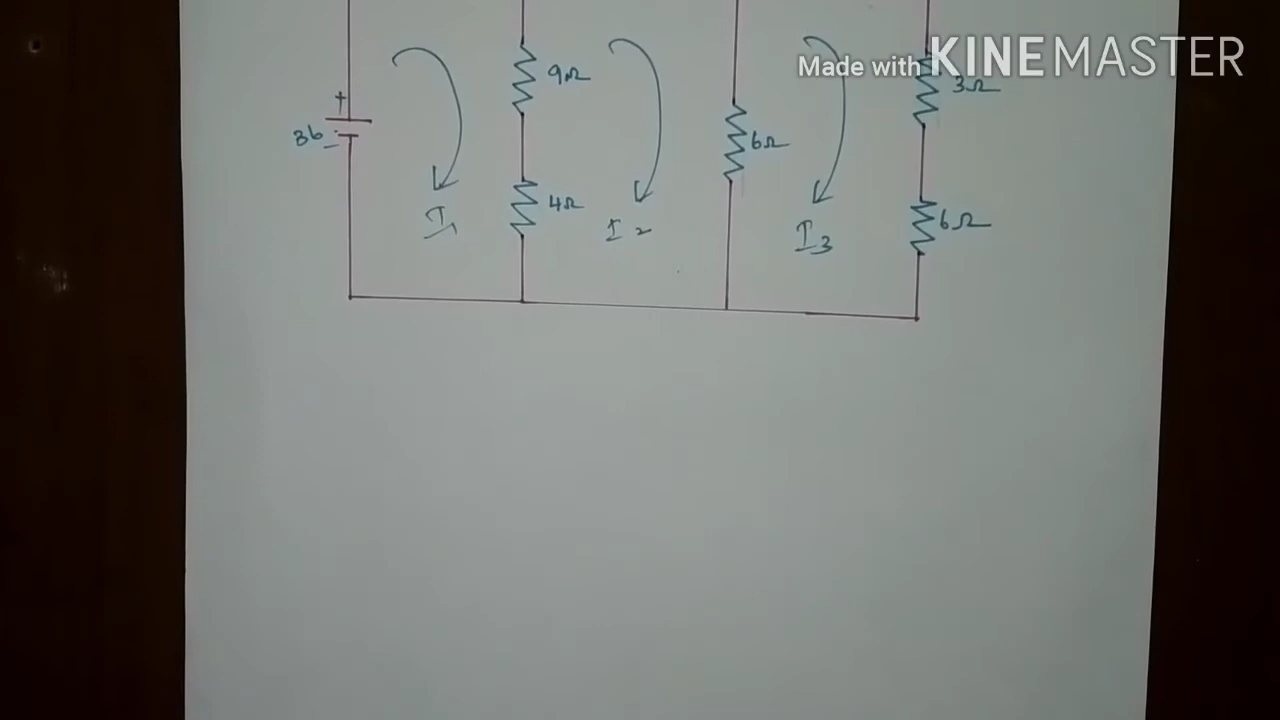 Made with KINEMASTER
9Ω
3Ω
+
36
-
6Ω
4Ω
6Ω
I1
I2
I3